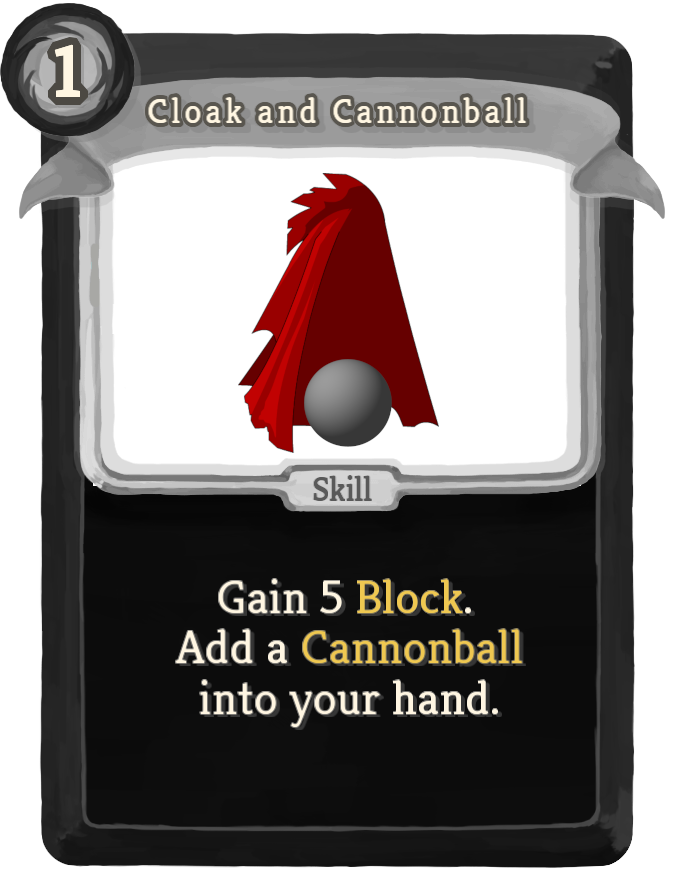 1
Cloak and Cannonball
Skill
Gain 5 Block.
Add a Cannonball
into your hand.